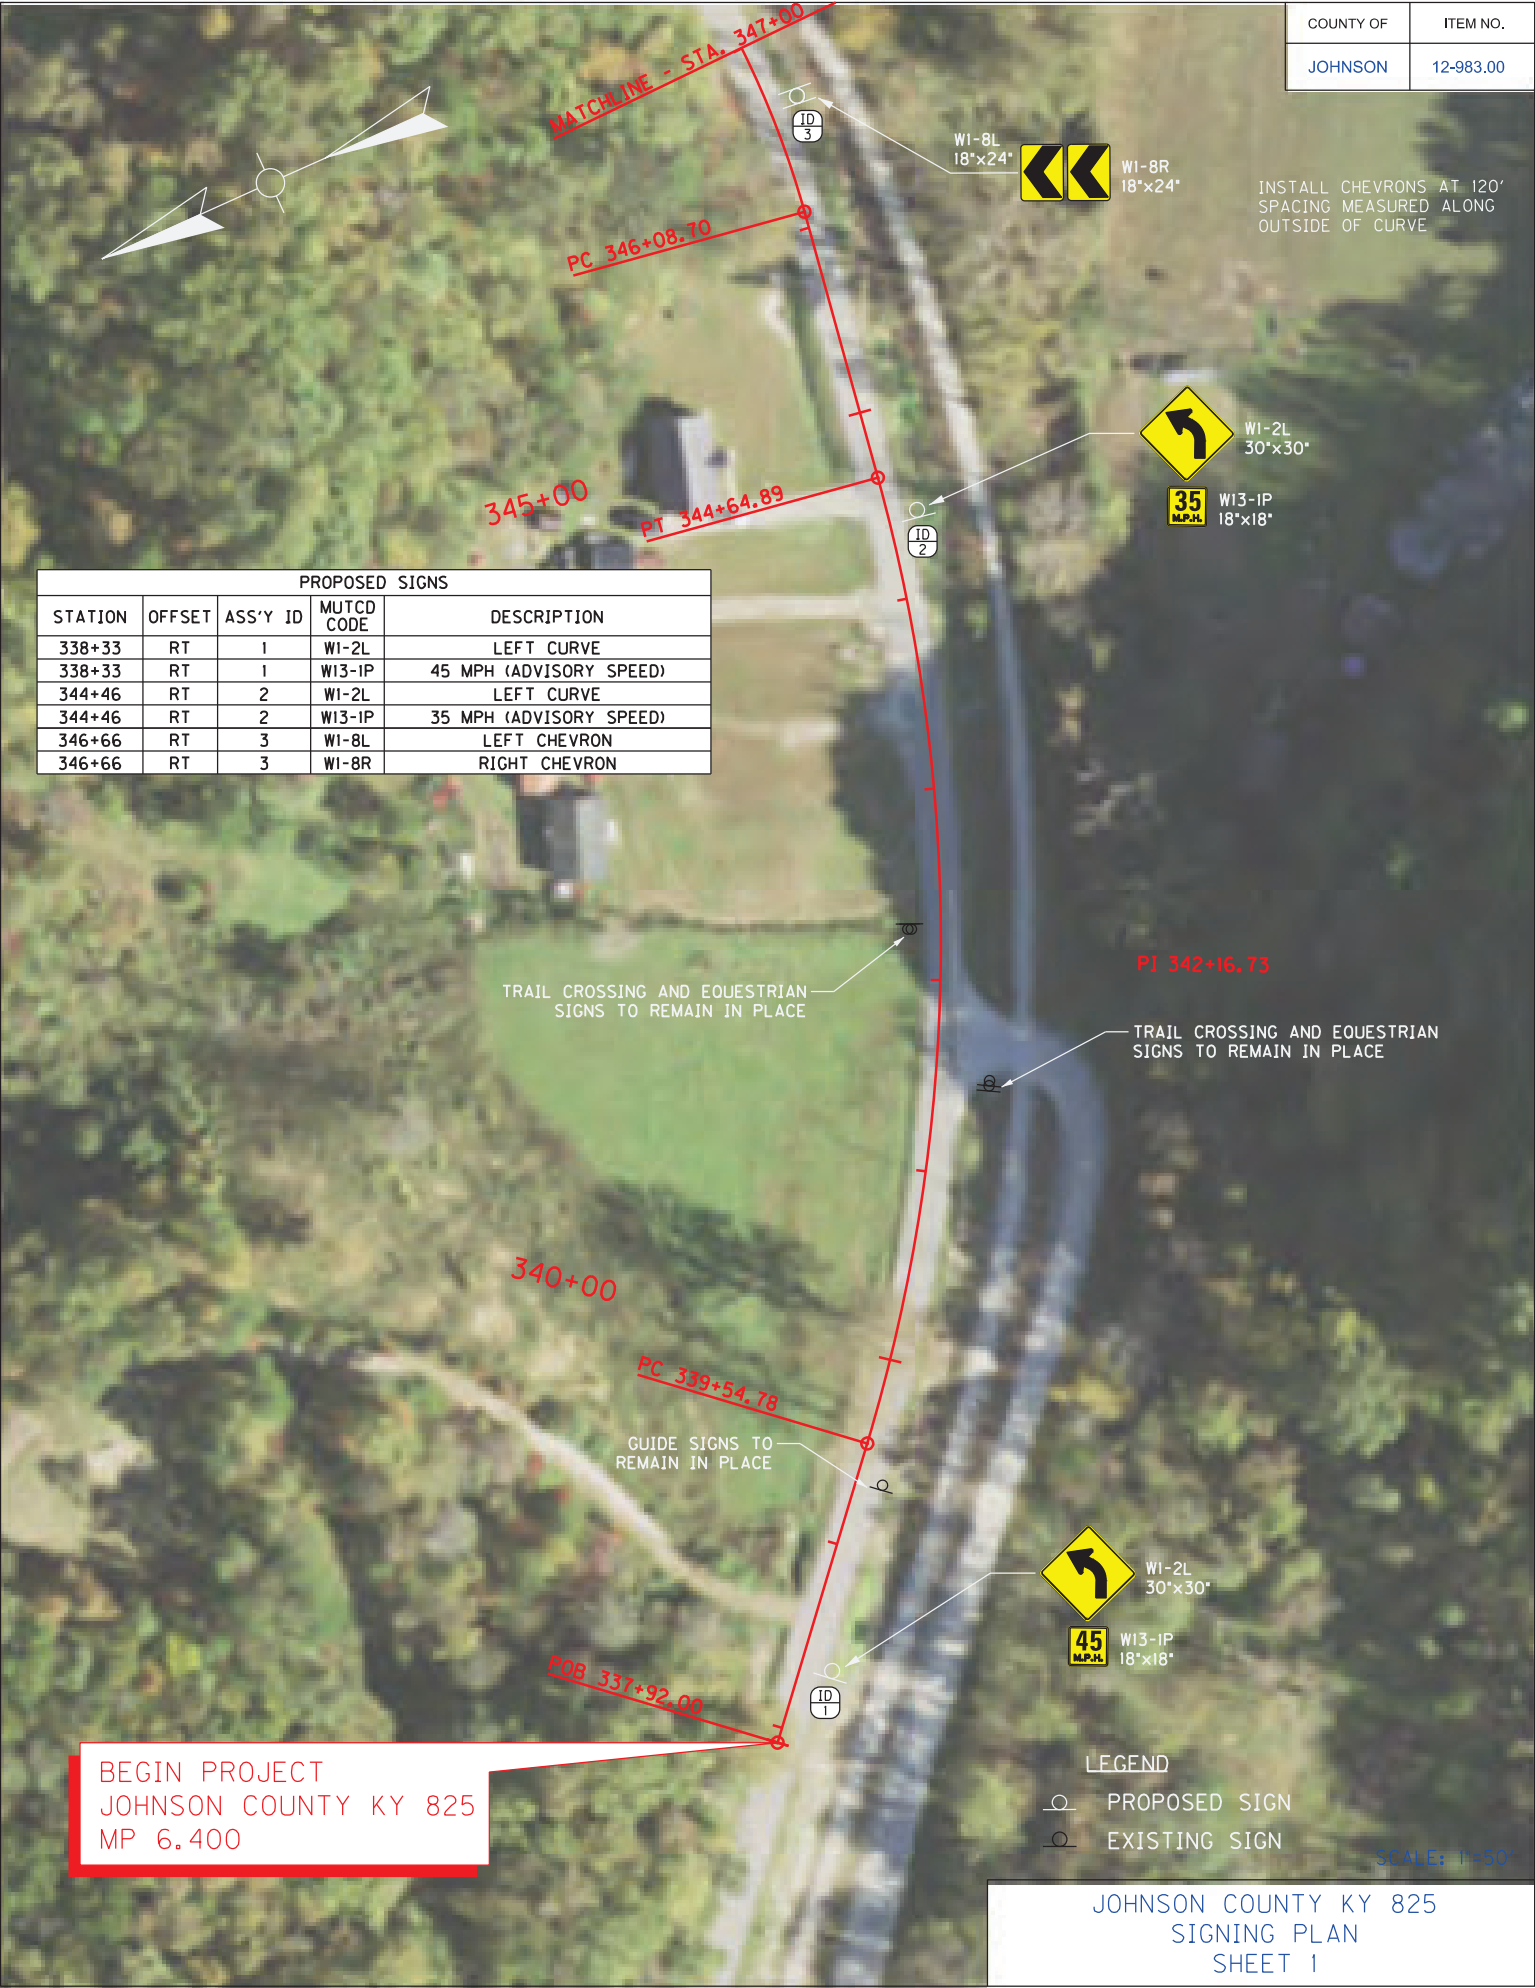 COUNTY OF ITEM NO.
JOHNSON 12-983.00
MATCHLINE - STA. 347+00
ID
3
W1-8L
18"x24"
W1-8R
18"x24"
INSTALL CHEVRONS AT 120'
SPACING MEASURED ALONG
OUTSIDE OF CURVE
PC 346+08.70
W1-2L
30"x30"
35
M.P.H.
W13-1P
18"x18"
345+00
PT 344+64.89
ID
2
PROPOSED SIGNS
STATION OFFSET ASS'Y ID MUTCD CODE DESCRIPTION
338+33 RT 1 W1-2L LEFT CURVE
338+33 RT 1 W13-1P 45 MPH (ADVISORY SPEED)
344+46 RT 2 W1-2L LEFT CURVE
344+46 RT 2 W13-1P 35 MPH (ADVISORY SPEED)
346+66 RT 3 W1-8L LEFT CHEVRON
346+66 RT 3 W1-8R RIGHT CHEVRON
PI 342+16.73
TRAIL CROSSING AND EQUESTRIAN
SIGNS TO REMAIN IN PLACE
TRAIL CROSSING AND EQUESTRIAN
SIGNS TO REMAIN IN PLACE
340+00
PC 339+54.78
GUIDE SIGNS TO
REMAIN IN PLACE
W1-2L
30"x30"
45
M.P.H.
W13-1P
18"x18"
POB 337+92.00
ID
1
BEGIN PROJECT
JOHNSON COUNTY KY 825
MP 6.400
LEGEND
PROPOSED SIGN
EXISTING SIGN
SCALE: 1"=50'
JOHNSON COUNTY KY 825
SIGNING PLAN
SHEET 1